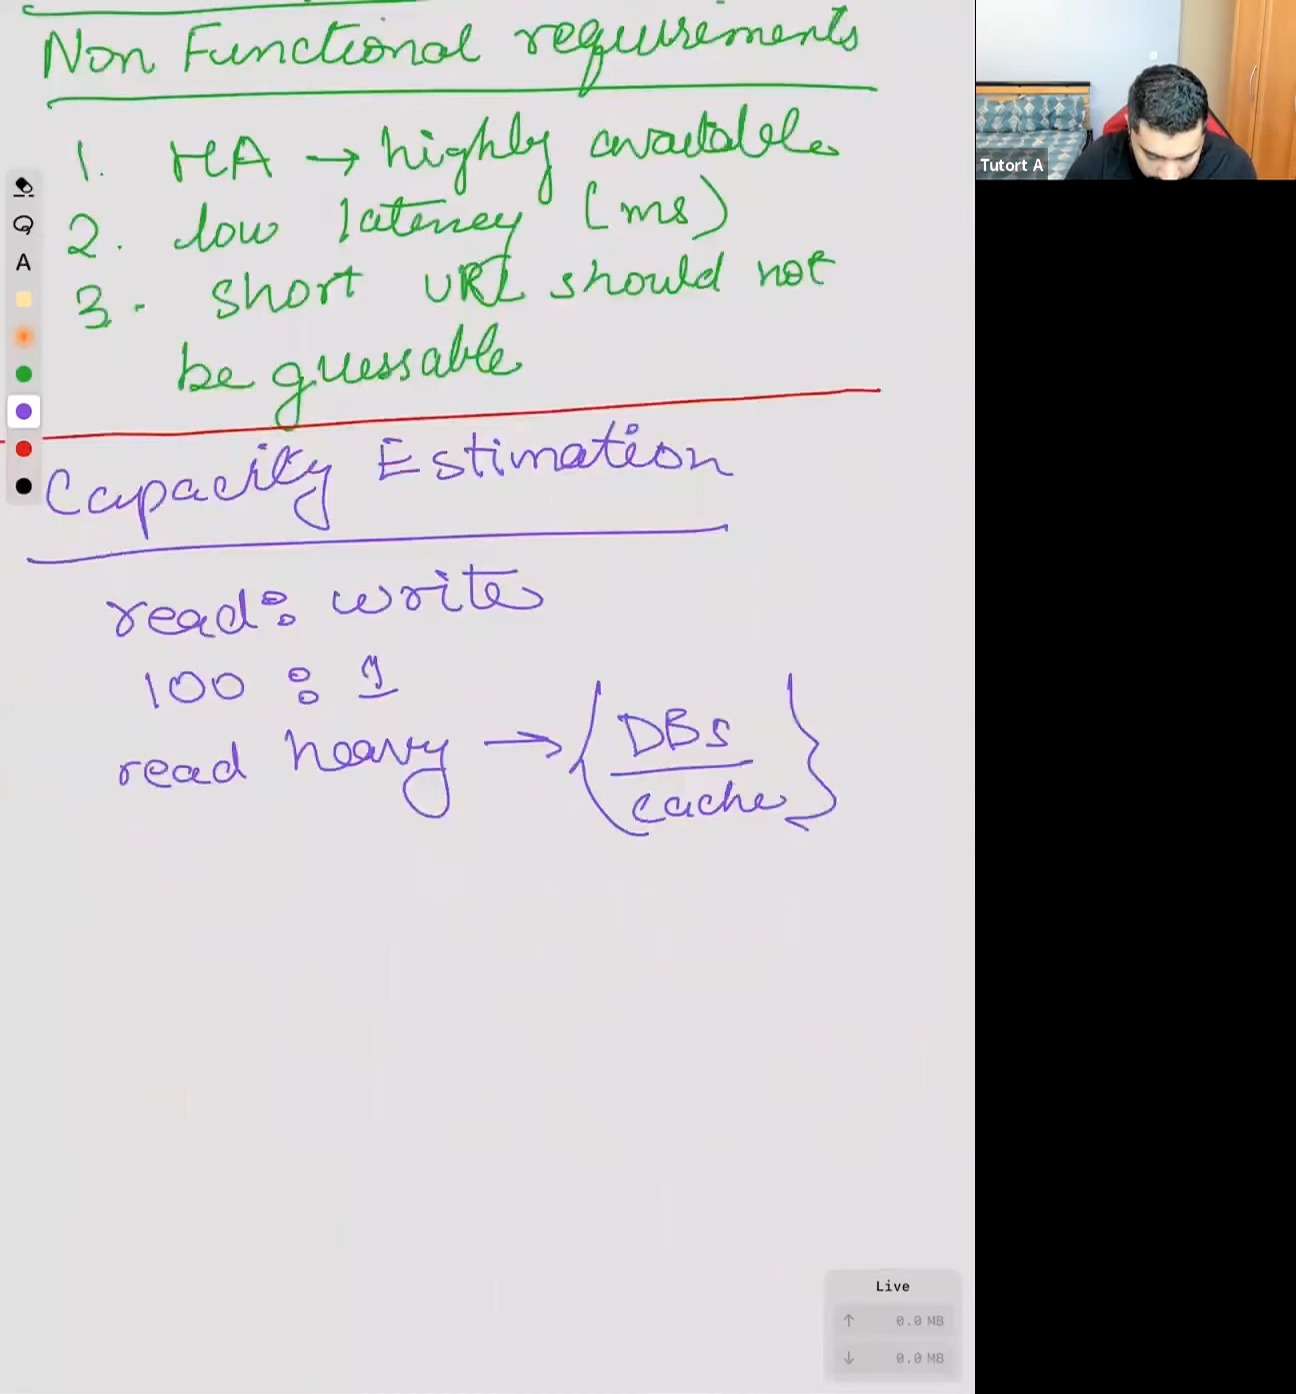 Non Functional requirements
1. HA → highly available
2. low latency (ms)
3. short URL should not
be guessable
Capacity Estimation
read: write
100 : 1
read heavy → { DBs
cache }
A
Tutort A
Live
↑ 0.0 MB
↓ 0.0 MB